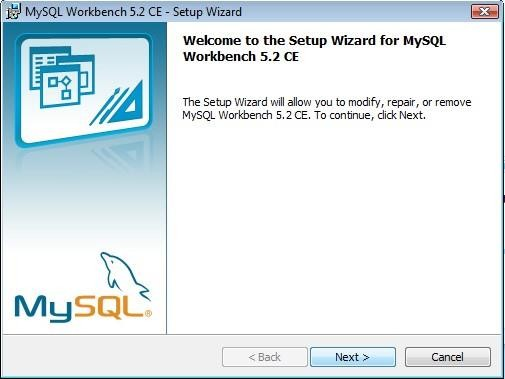 MySQL Workbench 5.2 CE - Setup Wizard
Welcome to the Setup Wizard for MySQL
Workbench 5.2 CE
The Setup Wizard will allow you to modify, repair, or remove
MySQL Workbench 5.2 CE. To continue, click Next.
MySQL®
< Back
Next >
Cancel